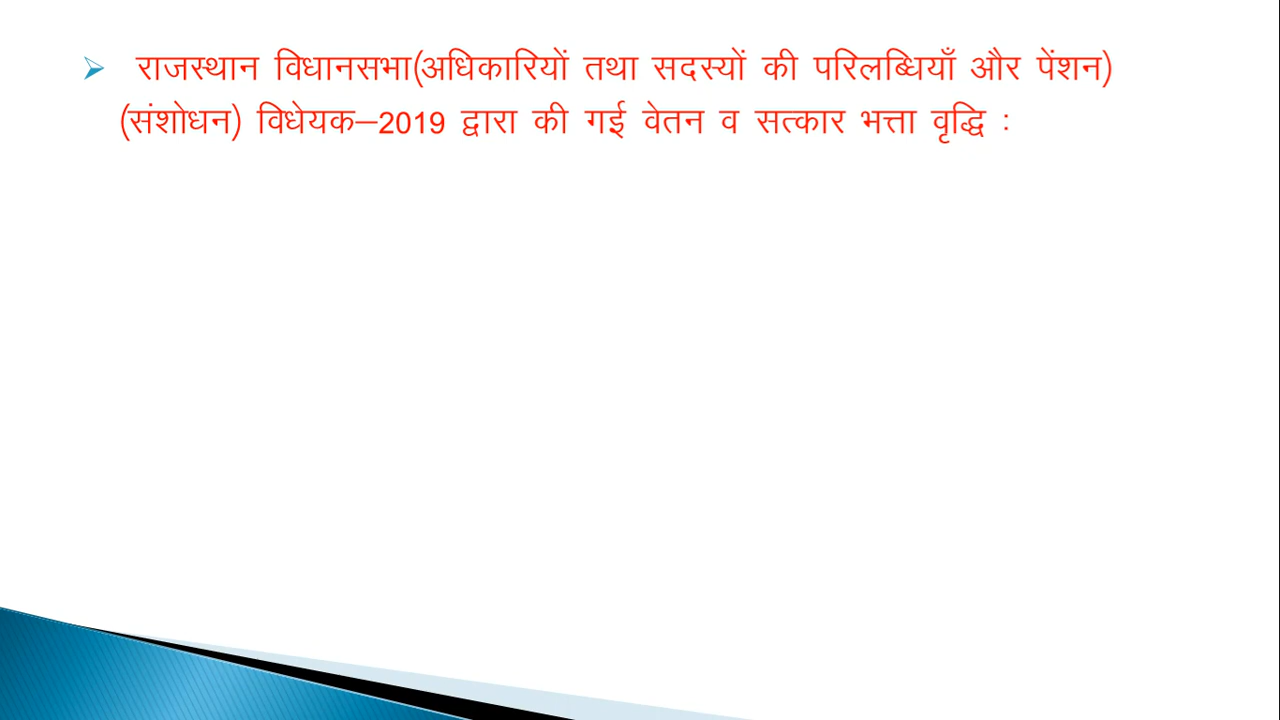 राजस्थान विधानसभा(अधिकारियों तथा सदस्यों की परिलब्धियाँ और पेंशन)
(संशोधन) विधेयक–2019 द्वारा की गई वेतन व सत्कार भत्ता वृद्धि :